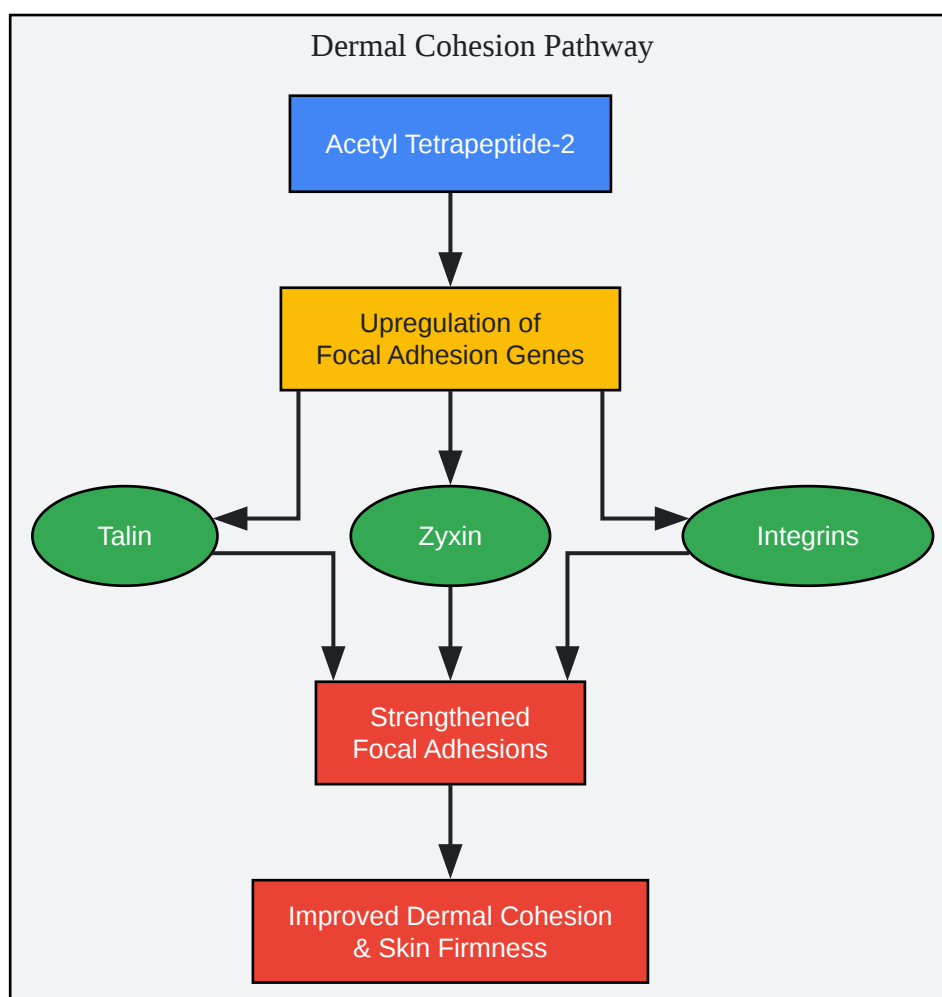 Dermal Cohesion Pathway
Acetyl Tetrapeptide-2
Upregulation of
Focal Adhesion Genes
Talin
Zyxin
Integrins
Strengthened
Focal Adhesions
Improved Dermal Cohesion
& Skin Firmness